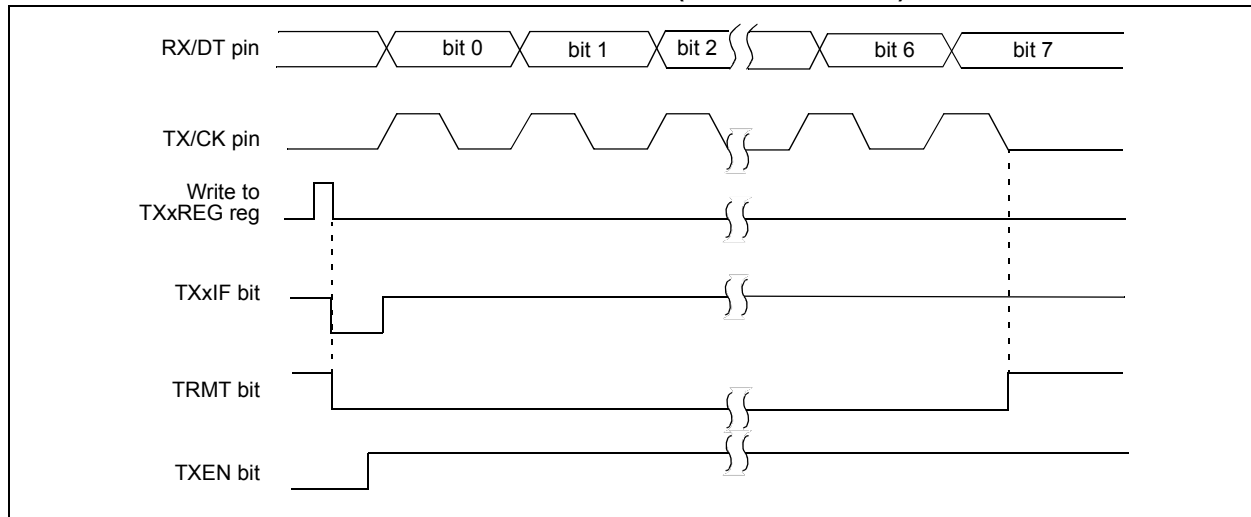 RX/DT pin
bit 0
bit 1
bit 2
bit 6
bit 7
TX/CK pin
Write to
TXxREG reg
TXxIF bit
TRMT bit
TXEN bit